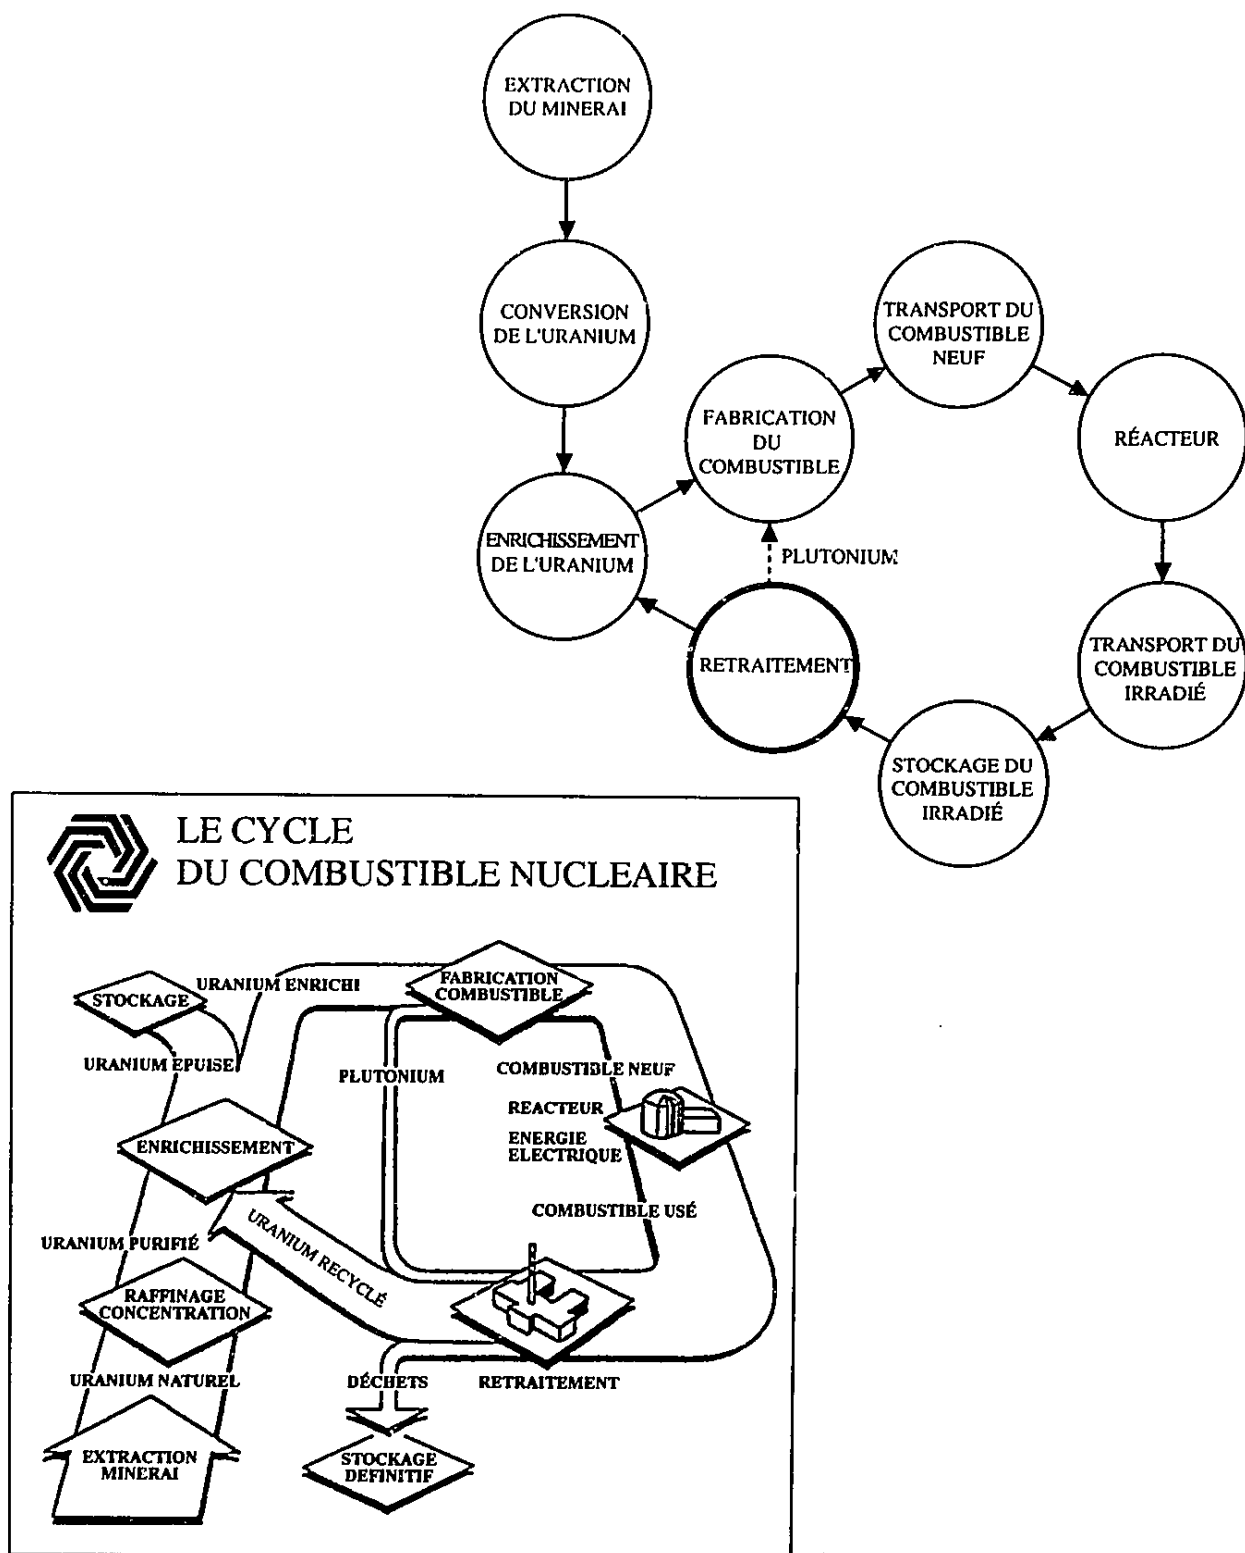 EXTRACTION
DU MINERAI
CONVERSION
DE L'URANIUM
TRANSPORT DU
COMBUSTIBLE
NEUF
FABRICATION
DU
COMBUSTIBLE
RÉACTEUR
ENRICHISSEMENT
DE L'URANIUM
PLUTONIUM
RETRAITEMENT
TRANSPORT DU
COMBUSTIBLE
IRRADIÉ
STOCKAGE DU
COMBUSTIBLE
IRRADIÉ
LE CYCLE
DU COMBUSTIBLE NUCLEAIRE
URANIUM ENRICHI
FABRICATION
COMBUSTIBLE
STOCKAGE
URANIUM EPUISE
PLUTONIUM
COMBUSTIBLE NEUF
REACTEUR
ENERGIE
ELECTRIQUE
ENRICHISSEMENT
COMBUSTIBLE USÉ
URANIUM PURIFIÉ
URANIUM RECYCLÉ
RAFFINAGE
CONCENTRATION
URANIUM NATUREL
DÉCHETS
RETRAITEMENT
EXTRACTION
MINERAI
STOCKAGE
DEFINITIF